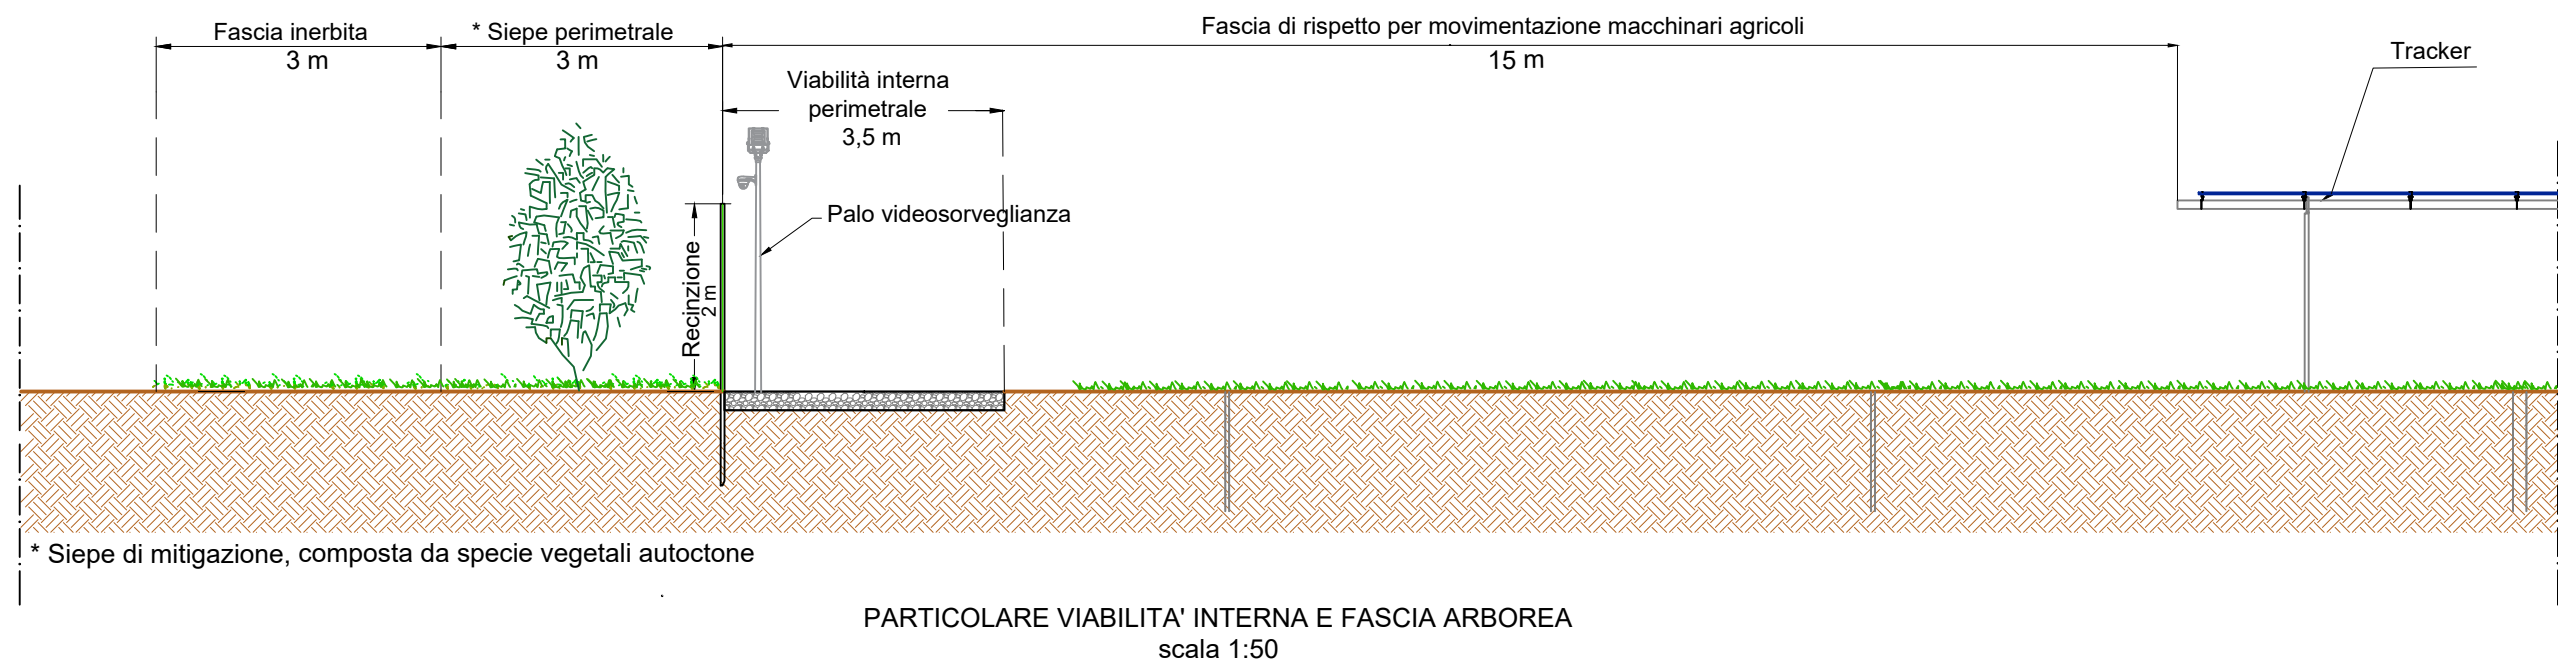 Fascia inerbita
3 m
* Siepe perimetrale
3 m
Fascia di rispetto per movimentazione macchinari agricoli
15 m
Tracker
Viabilità interna
perimetrale
3,5 m
Palo videosorveglianza
Recinzione
2 m
* Siepe di mitigazione, composta da specie vegetali autoctone
PARTICOLARE VIABILITA' INTERNA E FASCIA ARBOREA
scala 1:50